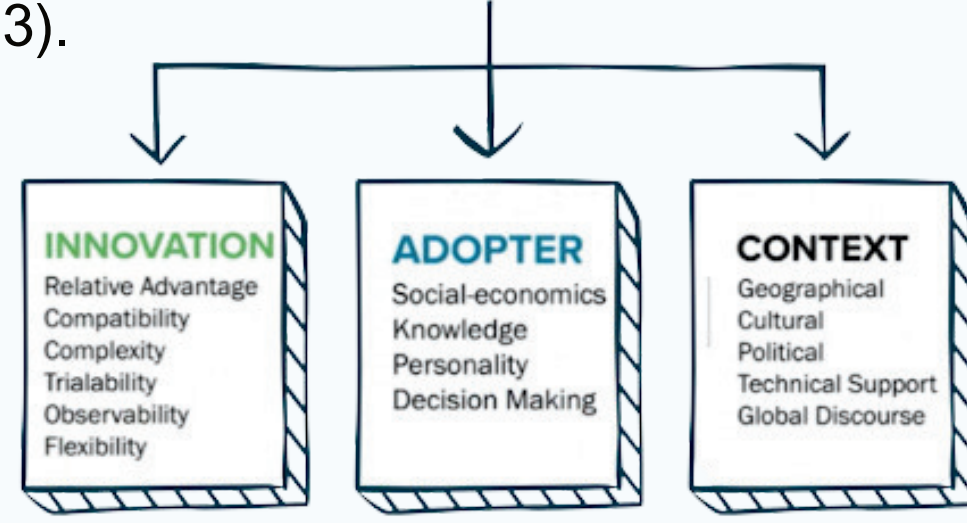 3).
INNOVATION
Relative Advantage
Compatibility
Complexity
Trialability
Observability
Flexibility
ADOPTER
Social-economics
Knowledge
Personality
Decision Making
CONTEXT
Geographical
Cultural
Political
Technical Support
Global Discourse